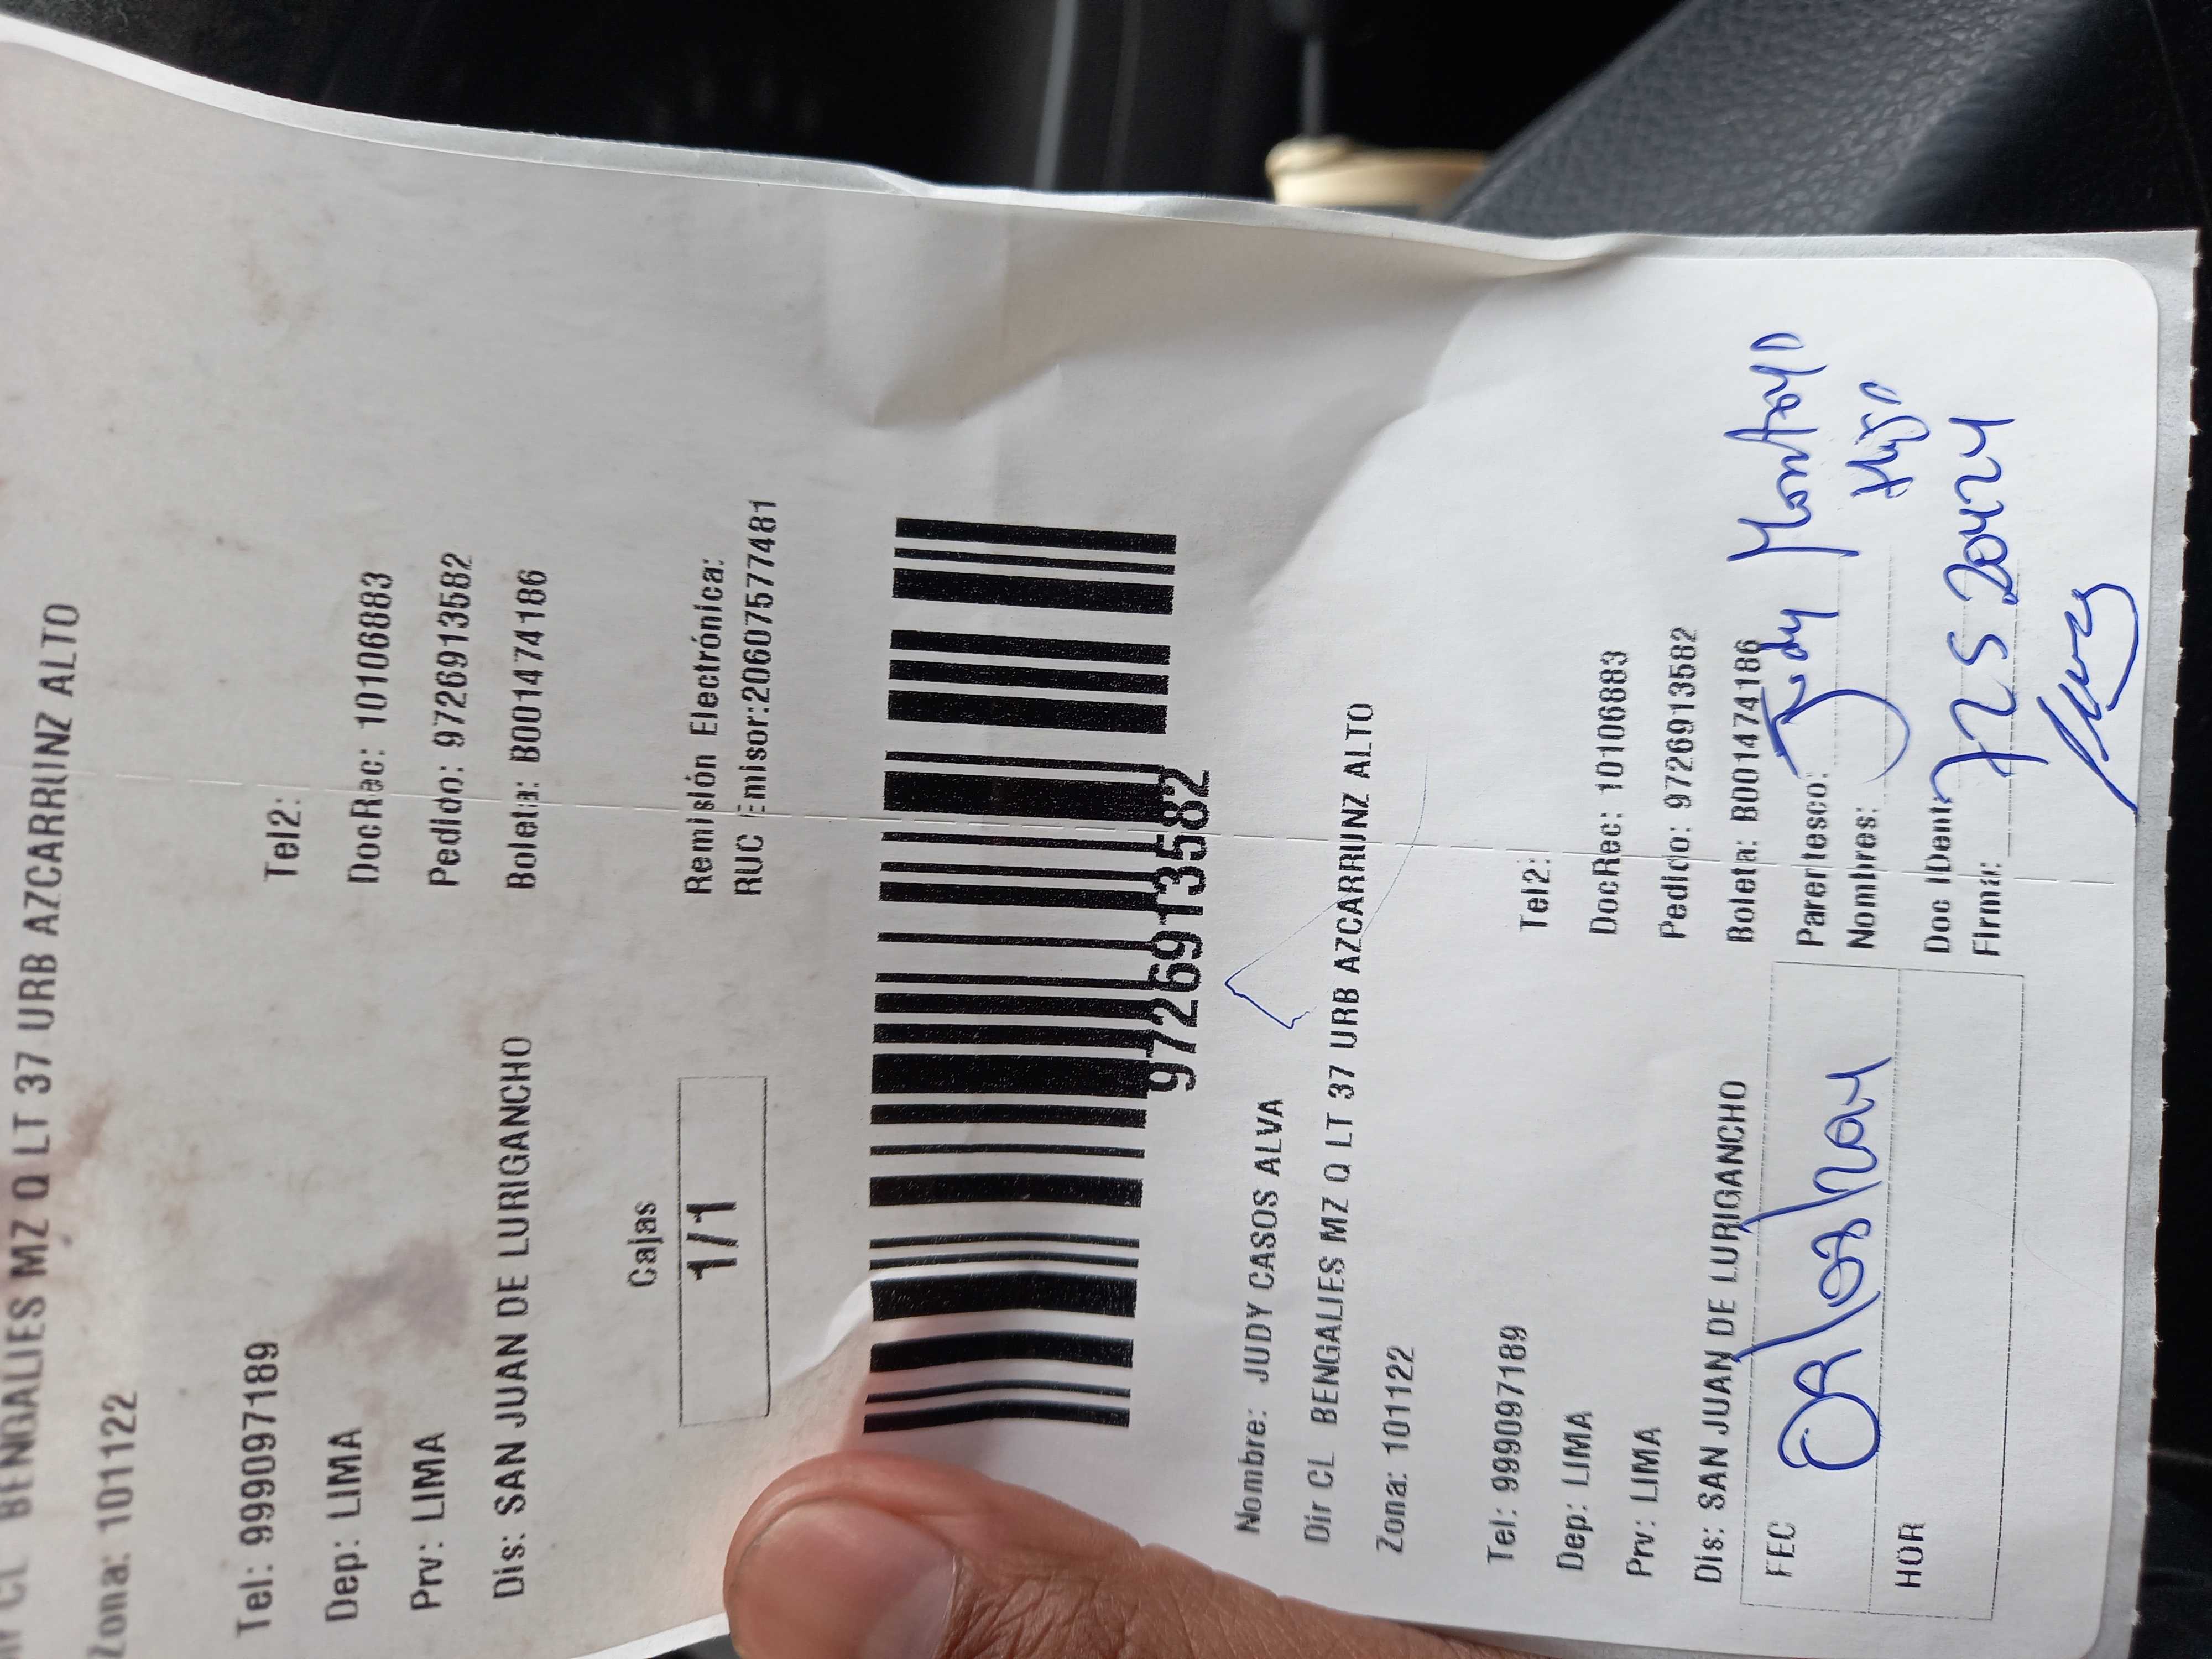 CL BENGALIES MZ Q LT 37 URB AZCARRUNZ ALTO
Zona: 101122
Tel: 999097189 Tel2:
Dep: LIMA DocRec: 10106883
Prv: LIMA Pedido: 9726913582
Dis: SAN JUAN DE LURIGANCHO Boleta: B001474186
Cajas
1/1
Remisión Electrónica:
RUC Emisor:20607577481
9726913582
Nombre: JUDY CASOS ALVA
Dir CL BENGALIES MZ Q LT 37 URB AZCARRUNZ ALTO
Zona: 101122
Tel: 999097189 Tel2:
Dep: LIMA DocRec: 10106883
Prv: LIMA Pedido: 9726913582
Dis: SAN JUAN DE LURIGANCHO Boleta: B001474186
FEC
HOR
Parentesco: Judy Montoya
Nombres: Hija
Doc IDent: 72520424
Firma: